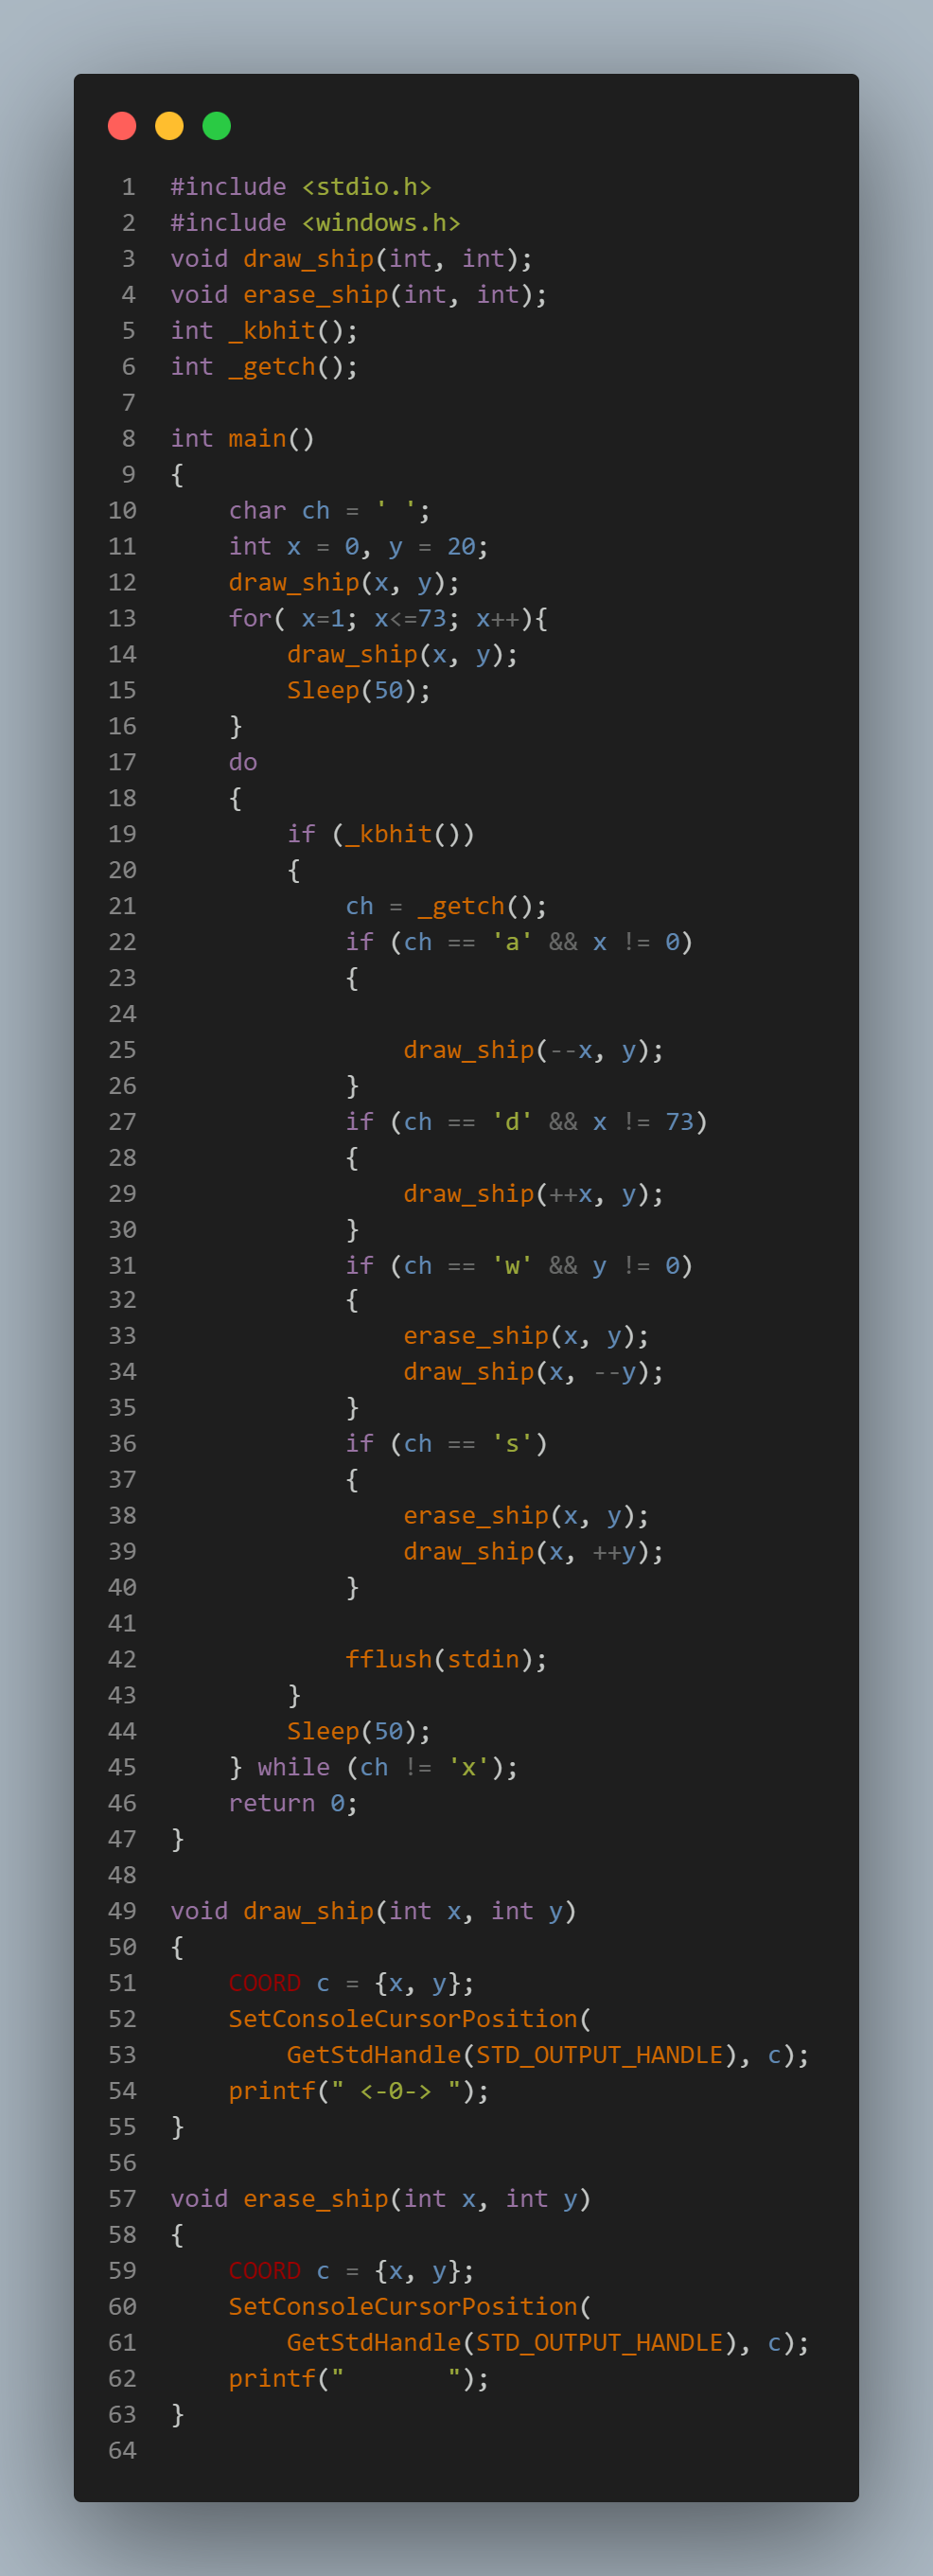 1 #include <stdio.h>
2 #include <windows.h>
3 void draw_ship(int, int);
4 void erase_ship(int, int);
5 int _kbhit();
6 int _getch();
7
8 int main()
9 {
10     char ch = ' ';
11     int x = 0, y = 20;
12     draw_ship(x, y);
13     for( x=1; x<=73; x++){
14         draw_ship(x, y);
15         Sleep(50);
16     }
17     do
18     {
19         if (_kbhit())
20         {
21             ch = _getch();
22             if (ch == 'a' && x != 0)
23             {
24
25                 draw_ship(--x, y);
26             }
27             if (ch == 'd' && x != 73)
28             {
29                 draw_ship(++x, y);
30             }
31             if (ch == 'w' && y != 0)
32             {
33                 erase_ship(x, y);
34                 draw_ship(x, --y);
35             }
36             if (ch == 's')
37             {
38                 erase_ship(x, y);
39                 draw_ship(x, ++y);
40             }
41
42             fflush(stdin);
43         }
44         Sleep(50);
45     } while (ch != 'x');
46     return 0;
47 }
48
49 void draw_ship(int x, int y)
50 {
51     COORD c = {x, y};
52     SetConsoleCursorPosition(
53         GetStdHandle(STD_OUTPUT_HANDLE), c);
54     printf(" <-0-> ");
55 }
56
57 void erase_ship(int x, int y)
58 {
59     COORD c = {x, y};
60     SetConsoleCursorPosition(
61         GetStdHandle(STD_OUTPUT_HANDLE), c);
62     printf("       ");
63 }
64